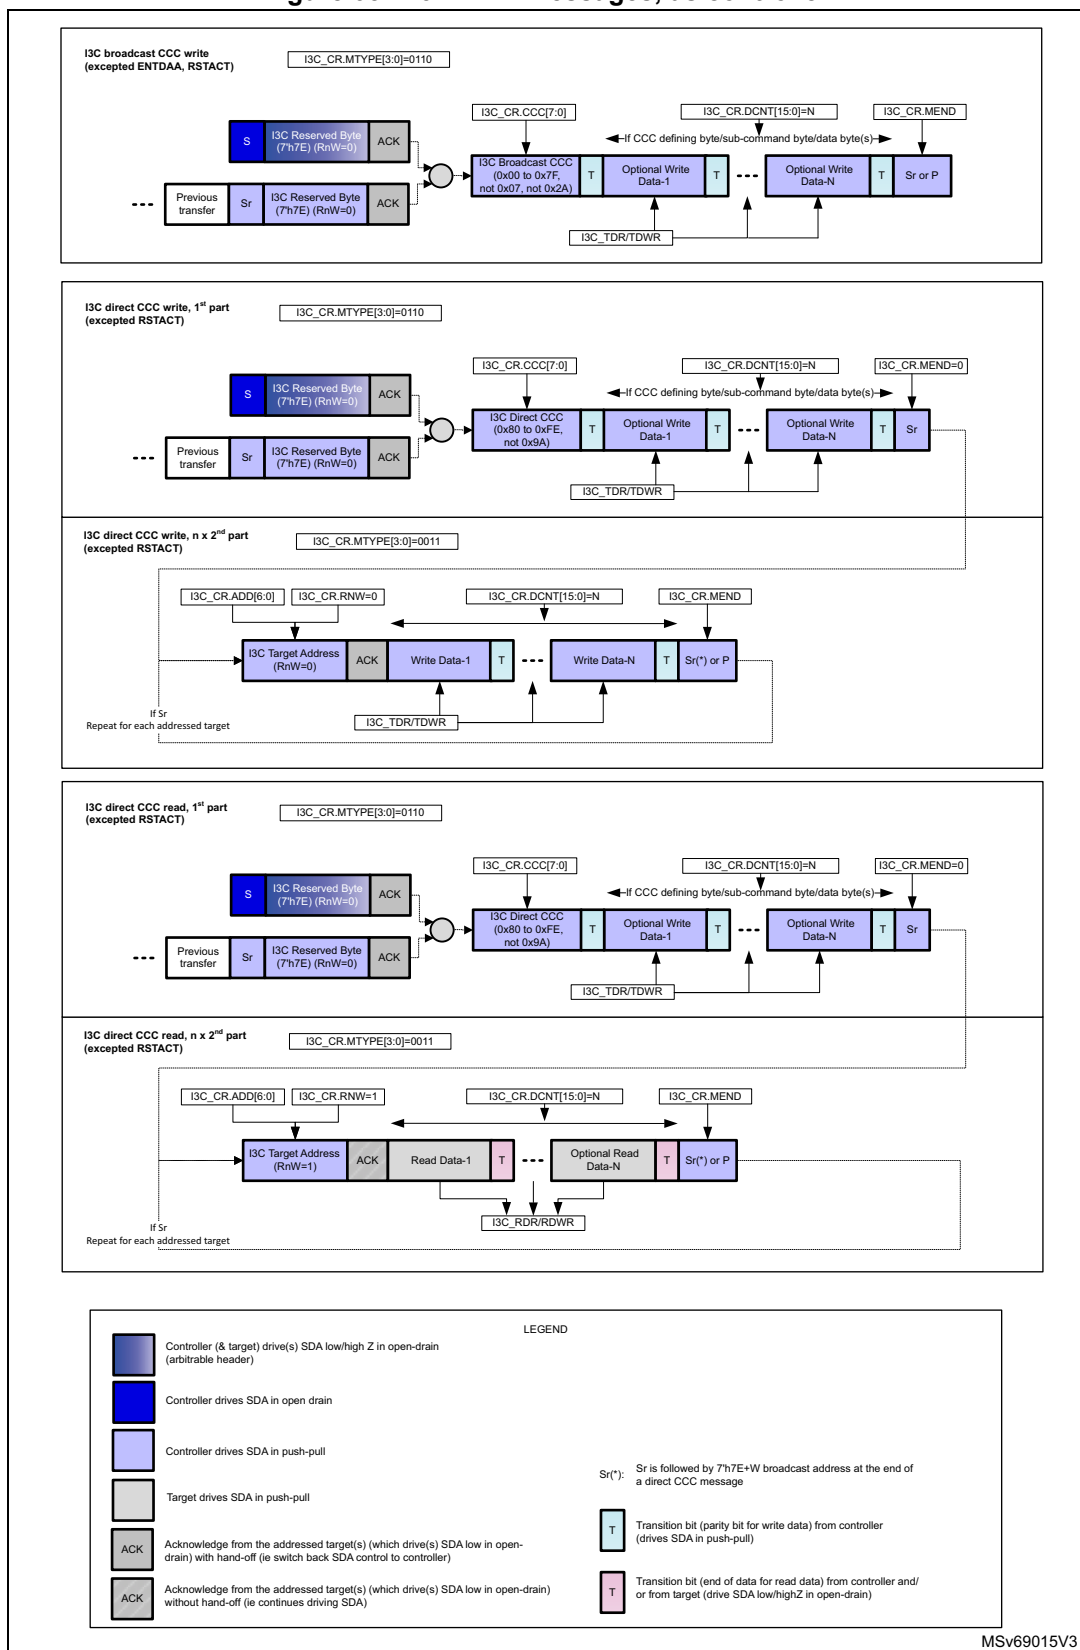 I3C broadcast CCC write
(excepted ENTDAA, RSTACT)
I3C_CR.MTYPE[3:0]=0110
I3C_CR.CCC[7:0]
I3C_CR.DCNT[15:0]=N
I3C_CR.MEND
If CCC defining byte/sub-command byte/data byte(s)
S
I3C Reserved Byte
(7'h7E) (RnW=0)
ACK
I3C Broadcast CCC
(0x00 to 0x7F,
not 0x07, not 0x2A)
T
Optional Write
Data-1
T
Optional Write
Data-N
T
Sr or P
Previous
transfer
Sr
I3C Reserved Byte
(7'h7E) (RnW=0)
ACK
I3C_TDR/TDWR
I3C direct CCC write, 1st part
(excepted RSTACT)
I3C_CR.MTYPE[3:0]=0110
I3C_CR.CCC[7:0]
I3C_CR.DCNT[15:0]=N
I3C_CR.MEND=0
If CCC defining byte/sub-command byte/data byte(s)
S
I3C Reserved Byte
(7'h7E) (RnW=0)
ACK
I3C Direct CCC
(0x80 to 0xFE,
not 0x9A)
T
Optional Write
Data-1
T
Optional Write
Data-N
T
Sr
Previous
transfer
Sr
I3C Reserved Byte
(7'h7E) (RnW=0)
ACK
I3C_TDR/TDWR
I3C direct CCC write, n x 2nd part
(excepted RSTACT)
I3C_CR.MTYPE[3:0]=0011
I3C_CR.ADD[6:0]
I3C_CR.RNW=0
I3C_CR.DCNT[15:0]=N
I3C_CR.MEND
I3C Target Address
(RnW=0)
ACK
Write Data-1
T
Write Data-N
T
Sr(*) or P
If Sr
Repeat for each addressed target
I3C_TDR/TDWR
I3C direct CCC read, 1st part
(excepted RSTACT)
I3C_CR.MTYPE[3:0]=0110
I3C_CR.CCC[7:0]
I3C_CR.DCNT[15:0]=N
I3C_CR.MEND=0
If CCC defining byte/sub-command byte/data byte(s)
S
I3C Reserved Byte
(7'h7E) (RnW=0)
ACK
I3C Direct CCC
(0x80 to 0xFE,
not 0x9A)
T
Optional Write
Data-1
T
Optional Write
Data-N
T
Sr
Previous
transfer
Sr
I3C Reserved Byte
(7'h7E) (RnW=0)
ACK
I3C_TDR/TDWR
I3C direct CCC read, n x 2nd part
(excepted RSTACT)
I3C_CR.MTYPE[3:0]=0011
I3C_CR.ADD[6:0]
I3C_CR.RNW=1
I3C_CR.DCNT[15:0]=N
I3C_CR.MEND
I3C Target Address
(RnW=1)
ACK
Read Data-1
T
Optional Read
Data-N
T
Sr(*) or P
I3C_RDR/RDWR
If Sr
Repeat for each addressed target
LEGEND
Controller (& target) drive(s) SDA low/high Z in open-drain
(arbitrable header)
Controller drives SDA in open drain
Controller drives SDA in push-pull
Target drives SDA in push-pull
ACK
Acknowledge from the addressed target(s) (which drive(s) SDA low in open-
drain) with hand-off (ie switch back SDA control to controller)
ACK
Acknowledge from the addressed target(s) (which drive(s) SDA low in open-drain)
without hand-off (ie continues driving SDA)
Sr(*):
Sr is followed by 7'h7E+W broadcast address at the end of
a direct CCC message
T
Transition bit (parity bit for write data) from controller
(drives SDA in push-pull)
T
Transition bit (end of data for read data) from controller and/
or from target (drive SDA low/highZ in open-drain)
MSv69015V3